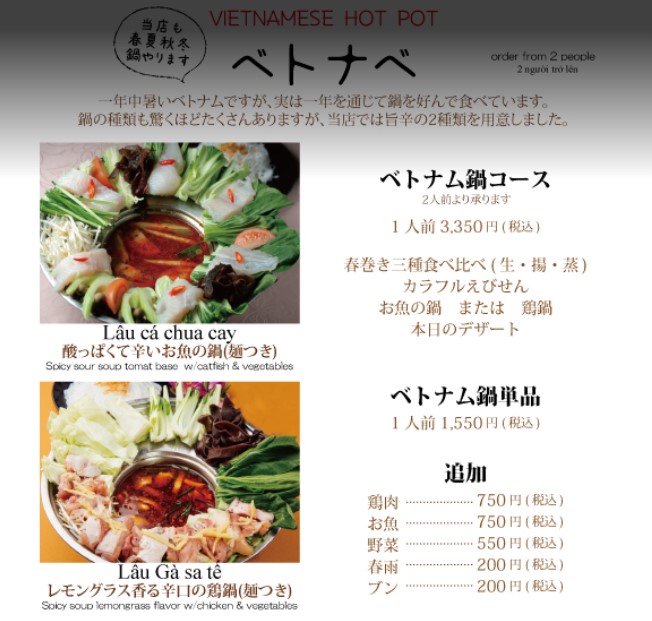 当店も
春夏秋冬
鍋やります
VIETNAMESE HOT POT
ベトナベ
order from 2 people
2 người trở lên
一年中暑いベトナムですが、実は一年を通じて鍋を好んで食べています。
鍋の種類も驚くほどたくさんありますが、当店では旨辛の2種類を用意しました。
Lâu cá chua cay
酸っぱくて辛いお魚の鍋(麺つき)
Spicy sour soup tomat base w/catfish & vegetables
Lâu Gà sa tê
レモングラス香る辛口の鶏鍋(麺つき)
Spicy soup lemongrass flavor w/chicken & vegetables
ベトナム鍋コース
2人前より承ります
1人前 3,350円(税込)
春巻き三種食べ比べ(生・揚・蒸)
カラフルえびせん
お魚の鍋 または 鶏鍋
本日のデザート
ベトナム鍋単品
1人前 1,550円(税込)
追加
鶏肉 ···················· 750円(税込)
お魚 ···················· 750円(税込)
野菜 ···················· 550円(税込)
春雨 ···················· 200円(税込)
ブン ···················· 200円(税込)